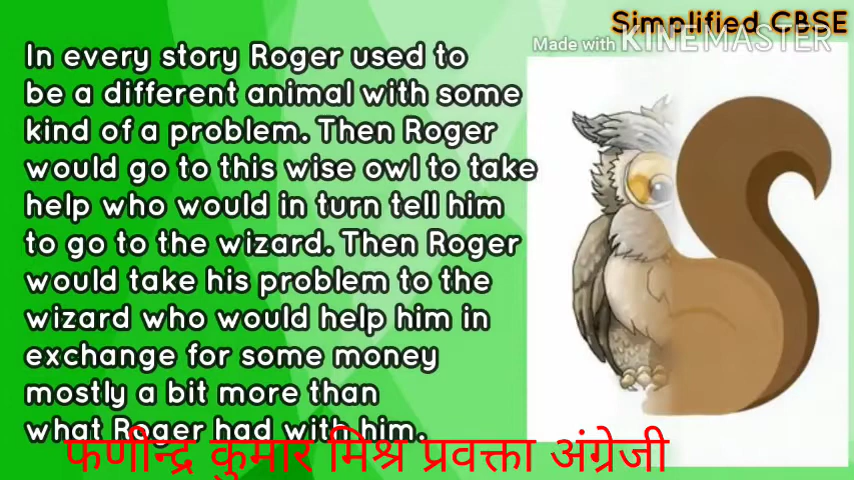 Simplified CBSE
Made with KINEMASTER
In every story Roger used to
be a different animal with some
kind of a problem. Then Roger
would go to this wise owl to take
help who would in turn tell him
to go to the wizard. Then Roger
would take his problem to the
wizard who would help him in
exchange for some money
mostly a bit more than
what Roger had with him.
फणीन्द्र कुमार मिश्र प्रवक्ता अंग्रेजी